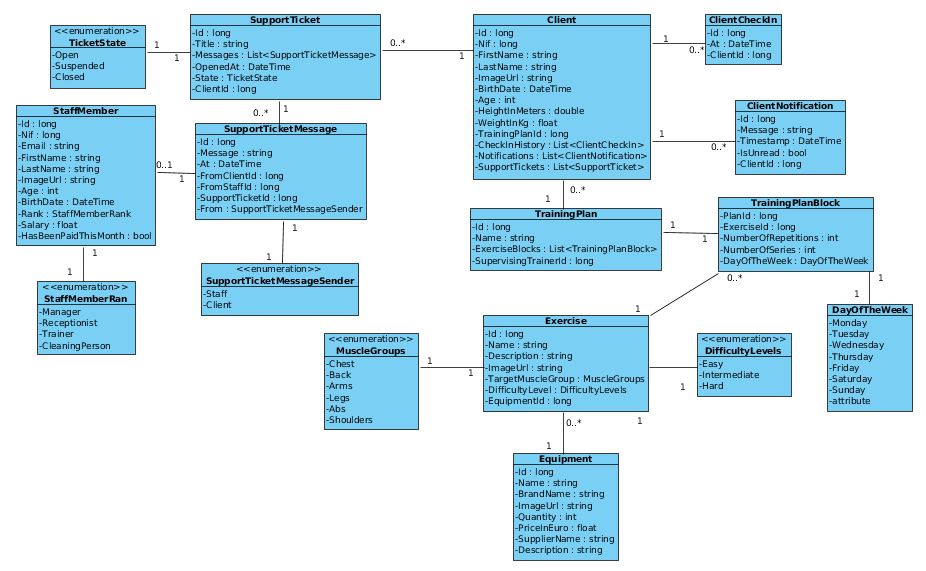 <<enumeration>>
TicketState
-Open
-Suspended
-Closed
1
1
SupportTicket
-Id : long
-Title : string
-Messages : List<SupportTicketMessage>
-OpenedAt : DateTime
-State : TicketState
-ClientId : long
0..*
1
Client
-Id : long
-Nif : long
-FirstName : string
-LastName : string
-ImageUrl : string
-BirthDate : DateTime
-Age : int
-HeightInMeters : double
-WeightInKg : float
-TrainingPlanId : long
-CheckInHistory : List<ClientCheckIn>
-Notifications : List<ClientNotification>
-SupportTickets : List<SupportTicket>
1
0..*
ClientCheckIn
-Id : long
-At : DateTime
-ClientId : long
1
0..*
ClientNotification
-Id : long
-Message : string
-Timestamp : DateTime
-IsUnread : bool
-ClientId : long
StaffMember
-Id : long
-Nif : long
-Email : string
-FirstName : string
-LastName : string
-ImageUrl : string
-Age : int
-BirthDate : DateTime
-Rank : StaffMemberRank
-Salary : float
-HasBeenPaidThisMonth : bool
0..1
1
0..*
1
SupportTicketMessage
-Id : long
-Message : string
-At : DateTime
-FromClientId : long
-FromStaffId : long
-SupportTicketId : long
-From : SupportTicketMessageSender
1
1
<<enumeration>>
SupportTicketMessageSender
-Staff
-Client
1
1
<<enumeration>>
StaffMemberRan
-Manager
-Receptionist
-Trainer
-CleaningPerson
0..*
1
TrainingPlan
-Id : long
-Name : string
-ExerciseBlocks : List<TrainingPlanBlock>
-SupervisingTrainerId : long
1
1
TrainingPlanBlock
-PlanId : long
-ExerciseId : long
-NumberOfRepetitions : int
-NumberOfSeries : int
-DayOfTheWeek : DayOfTheWeek
0..*
1
1
1
DayOfTheWeek
-Monday
-Tuesday
-Wednesday
-Thursday
-Friday
-Saturday
-Sunday
-attribute
<<enumeration>>
MuscleGroups
-Chest
-Back
-Arms
-Legs
-Abs
-Shoulders
1
1
Exercise
-Id : long
-Name : string
-Description : string
-ImageUrl : string
-TargetMuscleGroup : MuscleGroups
-DifficultyLevel : DifficultyLevels
-EquipmentId : long
1
1
<<enumeration>>
DifficultyLevels
-Easy
-Intermediate
-Hard
0..*
1
Equipment
-Id : long
-Name : string
-BrandName : string
-ImageUrl : string
-Quantity : int
-PriceInEuro : float
-SupplierName : string
-Description : string